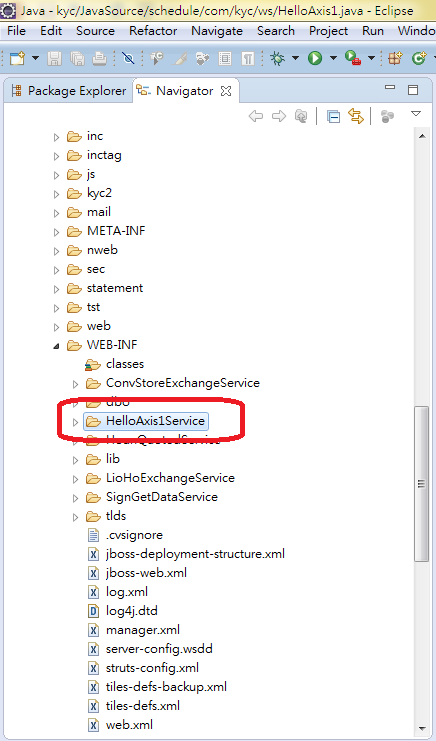 Java - kyc/JavaSource/schedule/com/kyc/ws/HelloAxis1.java - Eclipse
File Edit Source Refactor Navigate Search Project Run Windo
Package Explorer Navigator
inc
inctag
js
kyc2
mail
META-INF
nweb
sec
statement
tst
web
WEB-INF
classes
ConvStoreExchangeService
dbo
HelloAxis1Service
lib
LioHoExchangeService
SignGetDataService
tlds
.cvsignore
jboss-deployment-structure.xml
jboss-web.xml
log.xml
log4j.dtd
manager.xml
server-config.wsdd
struts-config.xml
tiles-defs-backup.xml
tiles-defs.xml
web.xml